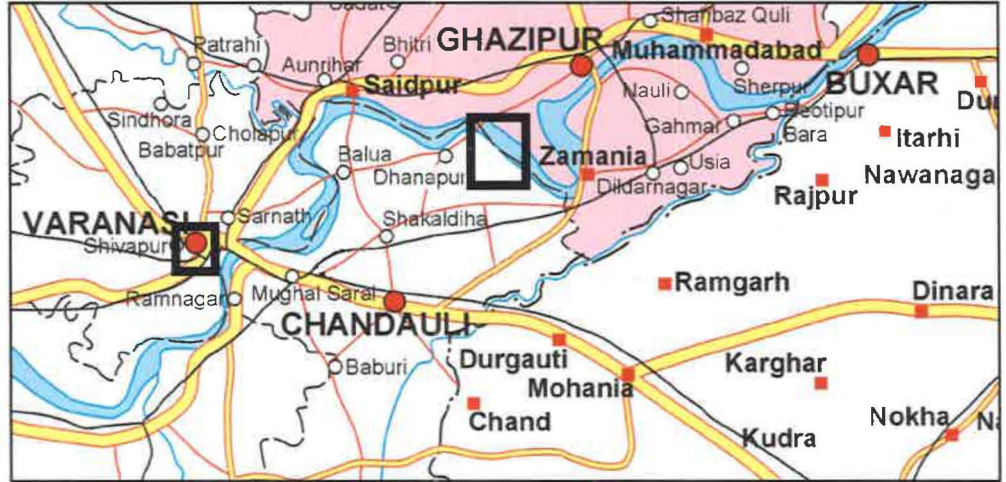 Shahbaz Quli
Patrahi
Bhitri
GHAZIPUR
Muhammadabad
Aunrihar
Saidpur
BUXAR
Nauli
Sherpur
Sindhora
Cholapur
Gahmar
Deotipur
Bara
Itarhi
Babatpur
Balua
Dhanapur
Zamania
Usia
Dildarnagar
Rajpur
Nawanaga
VARANASI
Sarnath
Shakaldiha
Shivapur
Ramnagar
Mughal Sarai
Ramgarh
Dinara
CHANDAULI
Durgauti
Karghar
Baburi
Mohania
Chand
Nokha
Kudra